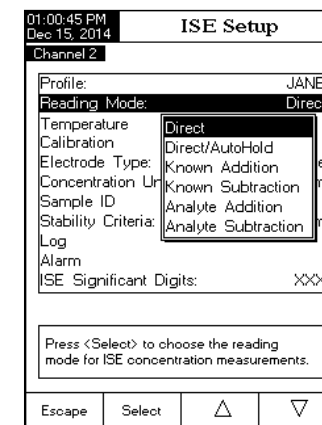 01:00:45 PM
Dec 15, 2014
ISE Setup
Channel 2
Profile: JANE
Reading Mode: Direc
Temperature
Calibration
Electrode Type:
Concentration Un
Sample ID
Stability Criteria:
Log
Alarm
ISE Significant Digits: XXX
Direct
Direct/AutoHold
Known Addition
Known Subtraction
Analyte Addition
Analyte Subtraction
Press <Select> to choose the reading
mode for ISE concentration measurements.
Escape Select △ ▽